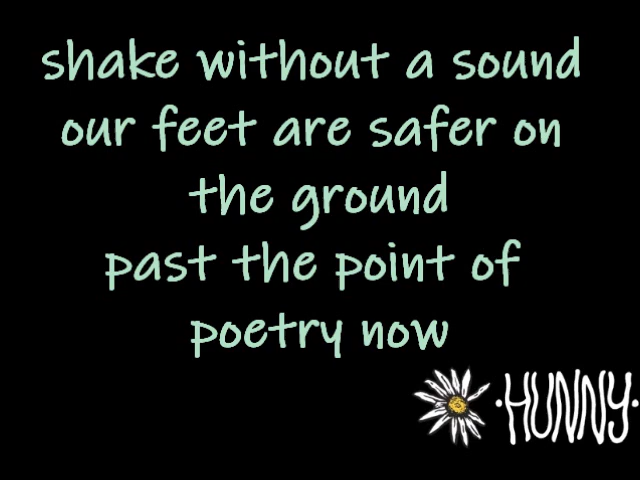 shake without a sound
our feet are safer on
the ground
past the point of
poetry now
·HUNNY·